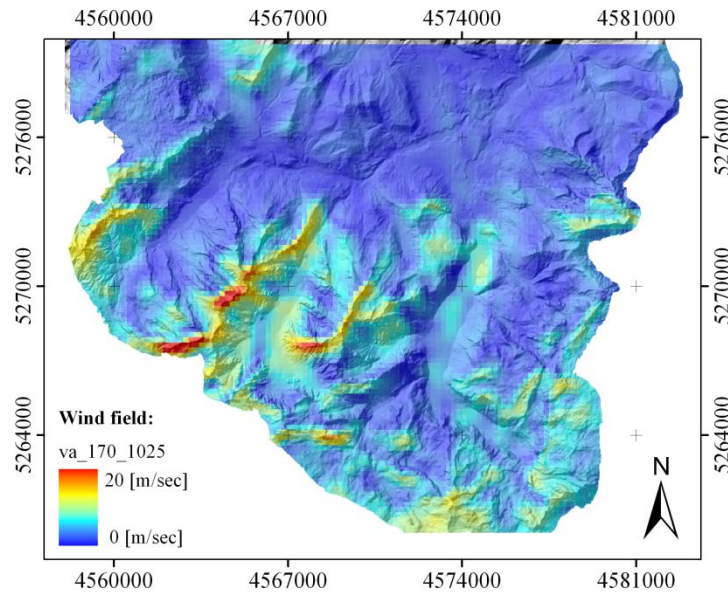 4560000 4567000 4574000 4581000
5276000 5276000
5270000 5270000
5264000 5264000
Wind field:
va_170_1025
20 [m/sec]
0 [m/sec]
N
4560000 4567000 4574000 4581000